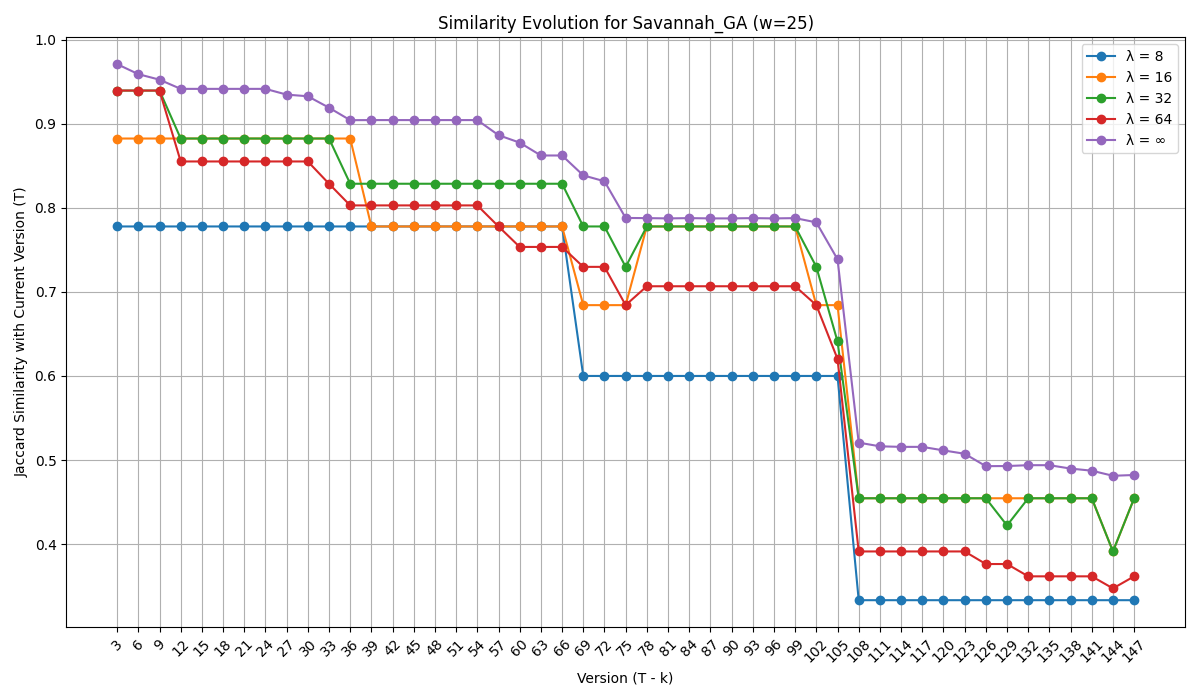 Similarity Evolution for Savannah_GA (w=25)
λ = 8
λ = 16
λ = 32
λ = 64
λ = ∞
Jaccard Similarity with Current Version (T)
1.0
0.9
0.8
0.7
0.6
0.5
0.4
3 6 9 12 15 18 21 24 27 30 33 36 39 42 45 48 51 54 57 60 63 66 69 72 75 78 81 84 87 90 93 96 99 102 105 108 111 114 117 120 123 126 129 132 135 138 141 144 147
Version (T - k)